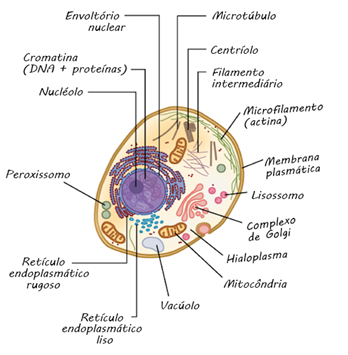 Envoltório
nuclear
Microtúbulo
Cromatina
(DNA + proteínas)
Centríolo
Nucléolo
Filamento
intermediário
Microfilamento
(actina)
Membrana
plasmática
Peroxissomo
Lisossomo
Complexo
de Golgi
Hialoplasma
Retículo
endoplasmático
rugoso
Mitocôndria
Vacúolo
Retículo
endoplasmático
liso